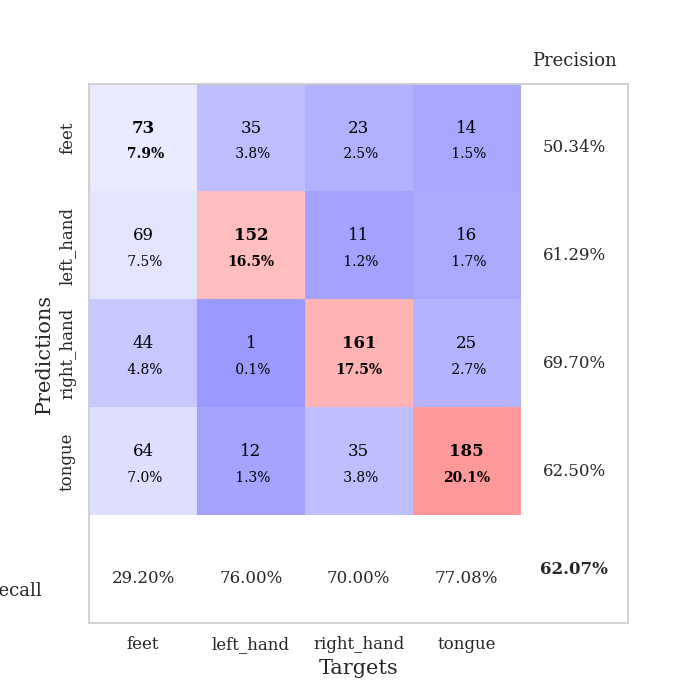 Precision
feet 73 35 23 14 50.34%
7.9% 3.8% 2.5% 1.5%
left_hand 69 152 11 16 61.29%
7.5% 16.5% 1.2% 1.7%
Predictions
right_hand 44 1 161 25 69.70%
4.8% 0.1% 17.5% 2.7%
tongue 64 12 35 185 62.50%
7.0% 1.3% 3.8% 20.1%
ecall 29.20% 76.00% 70.00% 77.08% 62.07%
feet left_hand right_hand tongue
Targets